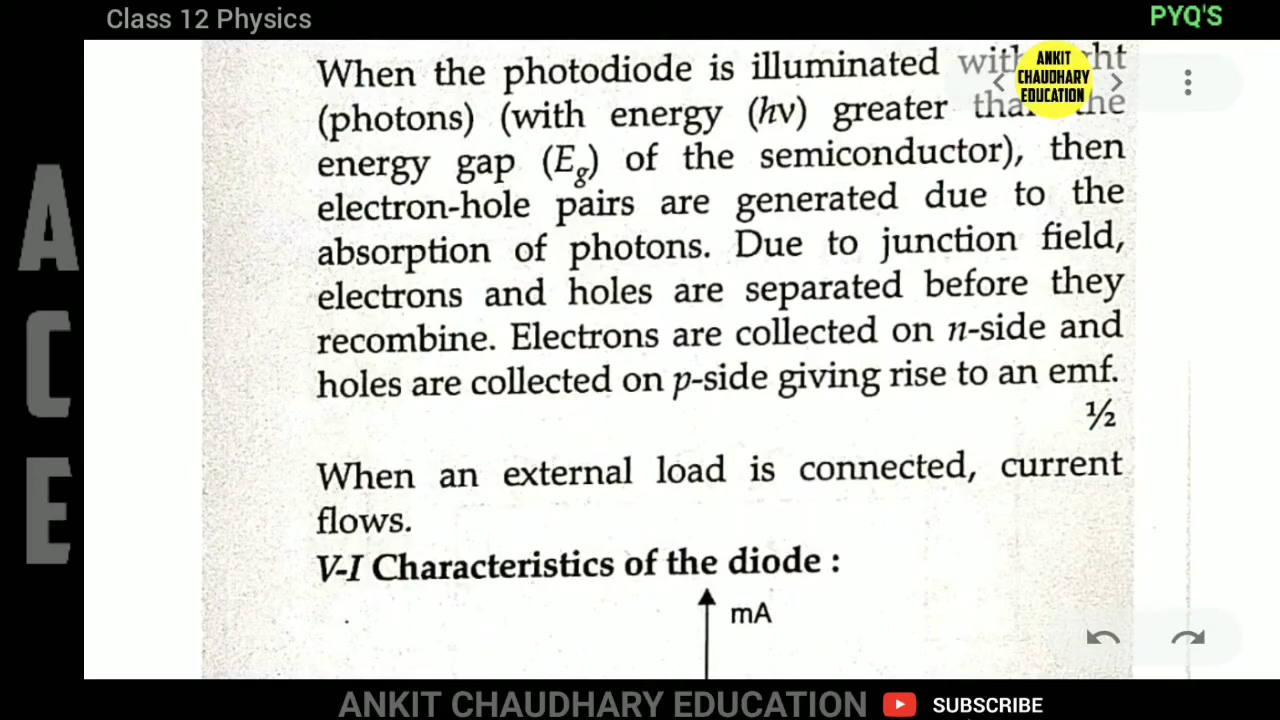 Class 12 Physics
PYQ'S
When the photodiode is illuminated with
(photons) (with energy (hν) greater than the
energy gap (Eg) of the semiconductor), then
electron-hole pairs are generated due to the
absorption of photons. Due to junction field,
electrons and holes are separated before they
recombine. Electrons are collected on n-side and
holes are collected on p-side giving rise to an emf.
½
When an external load is connected, current
flows.
V-I Characteristics of the diode :
mA
ANKIT
CHAUDHARY
EDUCATION
A
C
E
ANKIT CHAUDHARY EDUCATION
SUBSCRIBE